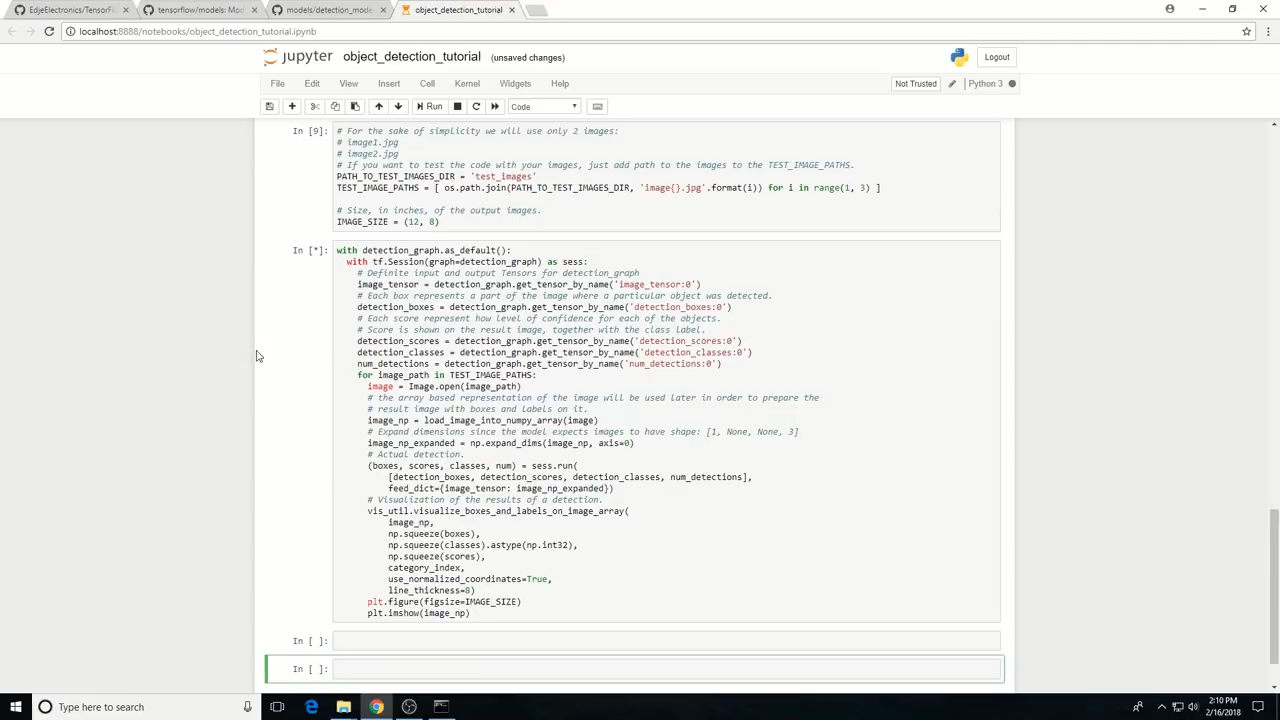 EdjeElectronics/TensorFl
tensorflow/models: Mod
models/detection_mode
object_detection_tutorial
localhost:8888/notebooks/object_detection_tutorial.ipynb
jupyter object_detection_tutorial (unsaved changes)
Logout
File Edit View Insert Cell Kernel Widgets Help
Not Trusted
Python 3
Run
Code
In [9]:
# For the sake of simplicity we will use only 2 images:
# image1.jpg
# image2.jpg
# If you want to test the code with your images, just add path to the images to the TEST_IMAGE_PATHS.
PATH_TO_TEST_IMAGES_DIR = 'test_images'
TEST_IMAGE_PATHS = [ os.path.join(PATH_TO_TEST_IMAGES_DIR, 'image{}.jpg'.format(i)) for i in range(1, 3) ]
# Size, in inches, of the output images.
IMAGE_SIZE = (12, 8)
In [*]:
with detection_graph.as_default():
with tf.Session(graph=detection_graph) as sess:
# Definite input and output Tensors for detection_graph
image_tensor = detection_graph.get_tensor_by_name('image_tensor:0')
# Each box represents a part of the image where a particular object was detected.
detection_boxes = detection_graph.get_tensor_by_name('detection_boxes:0')
# Each score represent how level of confidence for each of the objects.
# Score is shown on the result image, together with the class label.
detection_scores = detection_graph.get_tensor_by_name('detection_scores:0')
detection_classes = detection_graph.get_tensor_by_name('detection_classes:0')
num_detections = detection_graph.get_tensor_by_name('num_detections:0')
for image_path in TEST_IMAGE_PATHS:
image = Image.open(image_path)
# the array based representation of the image will be used later in order to prepare the
# result image with boxes and labels on it.
image_np = load_image_into_numpy_array(image)
# Expand dimensions since the model expects images to have shape: [1, None, None, 3]
image_np_expanded = np.expand_dims(image_np, axis=0)
# Actual detection.
(boxes, scores, classes, num) = sess.run(
[detection_boxes, detection_scores, detection_classes, num_detections],
feed_dict={image_tensor: image_np_expanded})
# Visualization of the results of a detection.
vis_util.visualize_boxes_and_labels_on_image_array(
image_np,
np.squeeze(boxes),
np.squeeze(classes).astype(np.int32),
np.squeeze(scores),
category_index,
use_normalized_coordinates=True,
line_thickness=8)
plt.figure(figsize=IMAGE_SIZE)
plt.imshow(image_np)
In [ ]:
In [ ]:
Type here to search
2:10 PM
2/16/2018